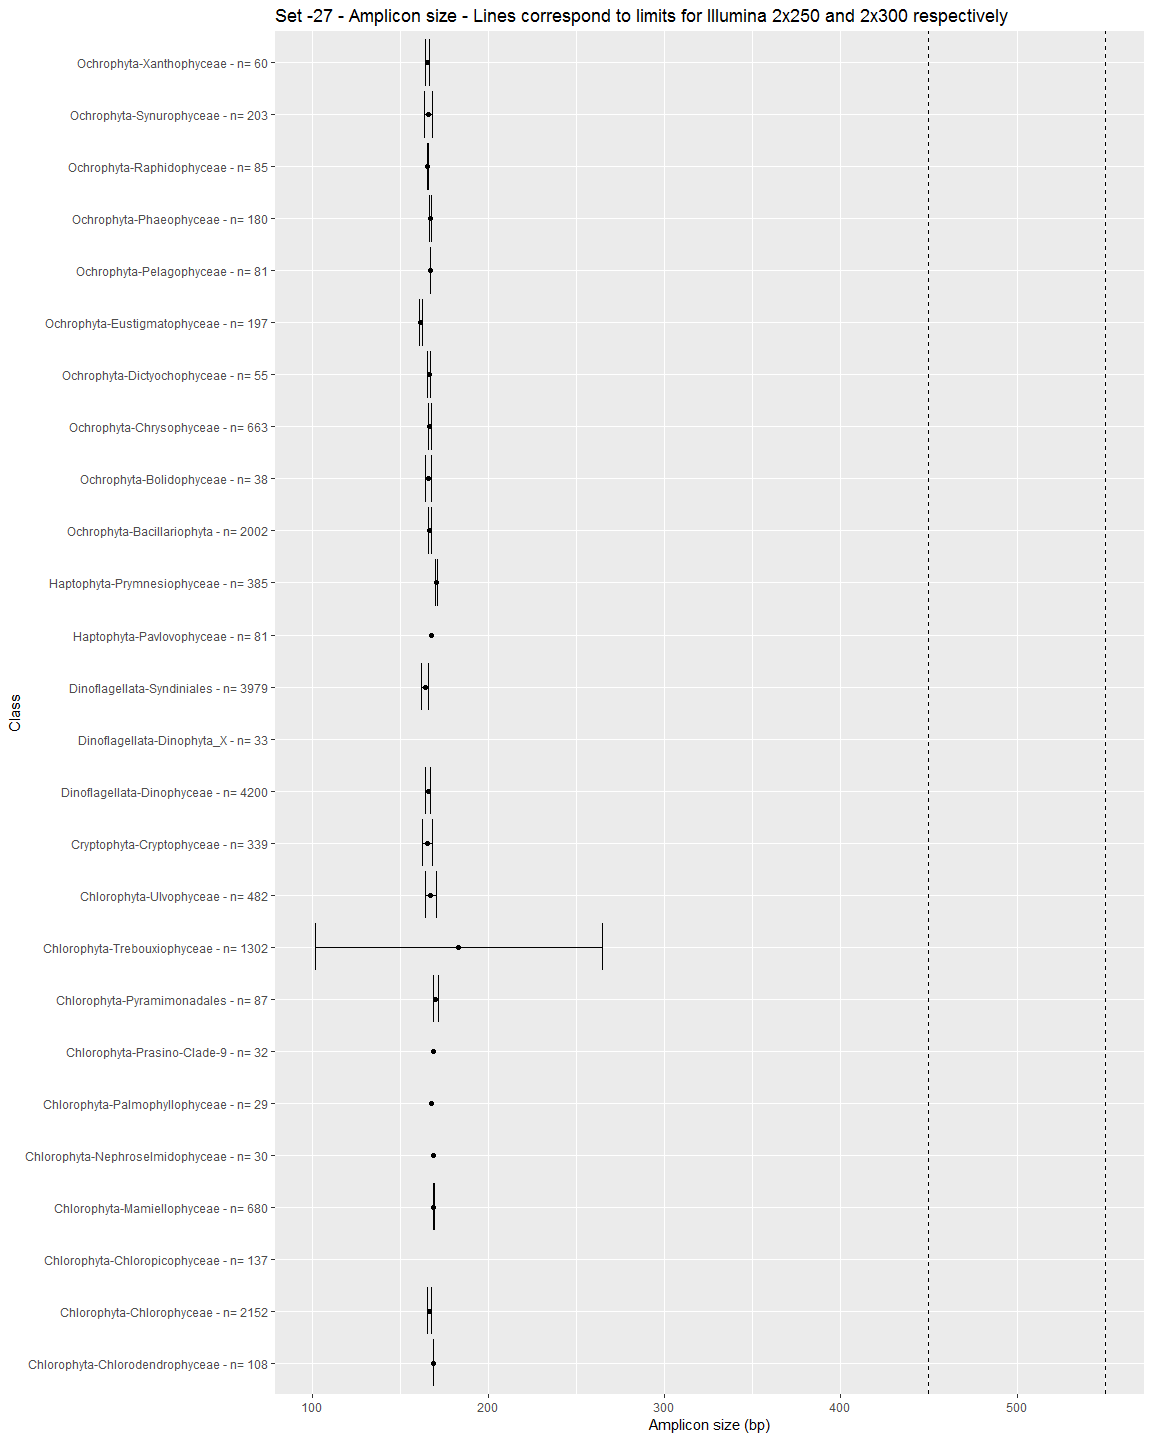 Set -27 - Amplicon size - Lines correspond to limits for Illumina 2x250 and 2x300 respectively
Ochrophyta-Xanthophyceae - n= 60
Ochrophyta-Synurophyceae - n= 203
Ochrophyta-Raphidophyceae - n= 85
Ochrophyta-Phaeophyceae - n= 180
Ochrophyta-Pelagophyceae - n= 81
Ochrophyta-Eustigmatophyceae - n= 197
Ochrophyta-Dictyochophyceae - n= 55
Ochrophyta-Chrysophyceae - n= 663
Ochrophyta-Bolidophyceae - n= 38
Ochrophyta-Bacillariophyta - n= 2002
Haptophyta-Prymnesiophyceae - n= 385
Haptophyta-Pavlovophyceae - n= 81
Dinoflagellata-Syndiniales - n= 3979
Dinoflagellata-Dinophyta_X - n= 33
Dinoflagellata-Dinophyceae - n= 4200
Cryptophyta-Cryptophyceae - n= 339
Chlorophyta-Ulvophyceae - n= 482
Chlorophyta-Trebouxiophyceae - n= 1302
Chlorophyta-Pyramimonadales - n= 87
Chlorophyta-Prasino-Clade-9 - n= 32
Chlorophyta-Palmophyllophyceae - n= 29
Chlorophyta-Nephroselmidophyceae - n= 30
Chlorophyta-Mamiellophyceae - n= 680
Chlorophyta-Chloropicophyceae - n= 137
Chlorophyta-Chlorophyceae - n= 2152
Chlorophyta-Chlorodendrophyceae - n= 108
Class
100 200 300 400 500
Amplicon size (bp)